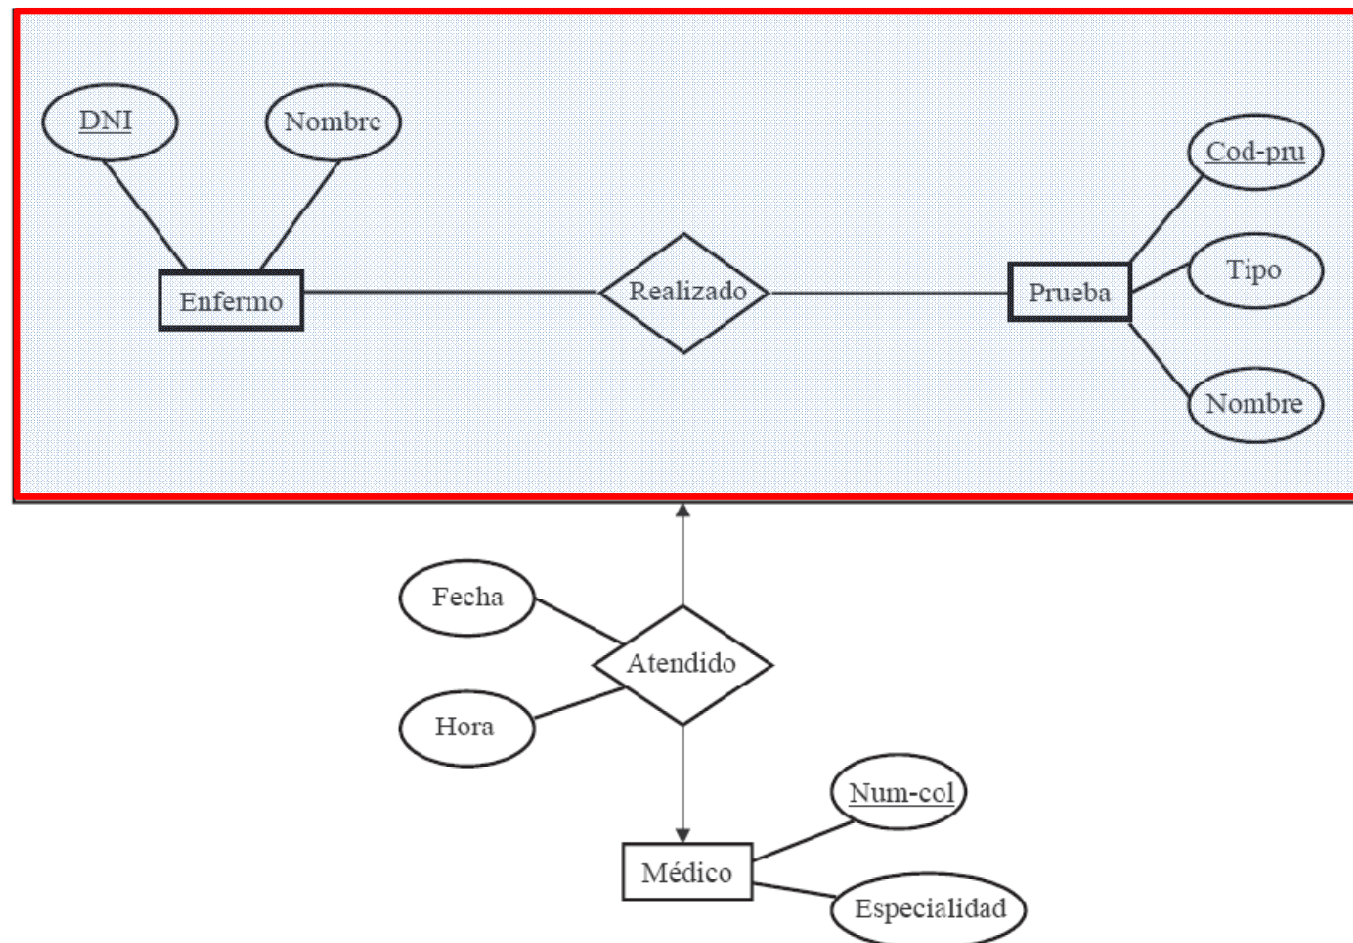 DNI
Nombre
Cod-pru
Tipo
Enfermo
Realizado
Prueba
Nombre
Fecha
Atendido
Hora
Num-col
Médico
Especialidad